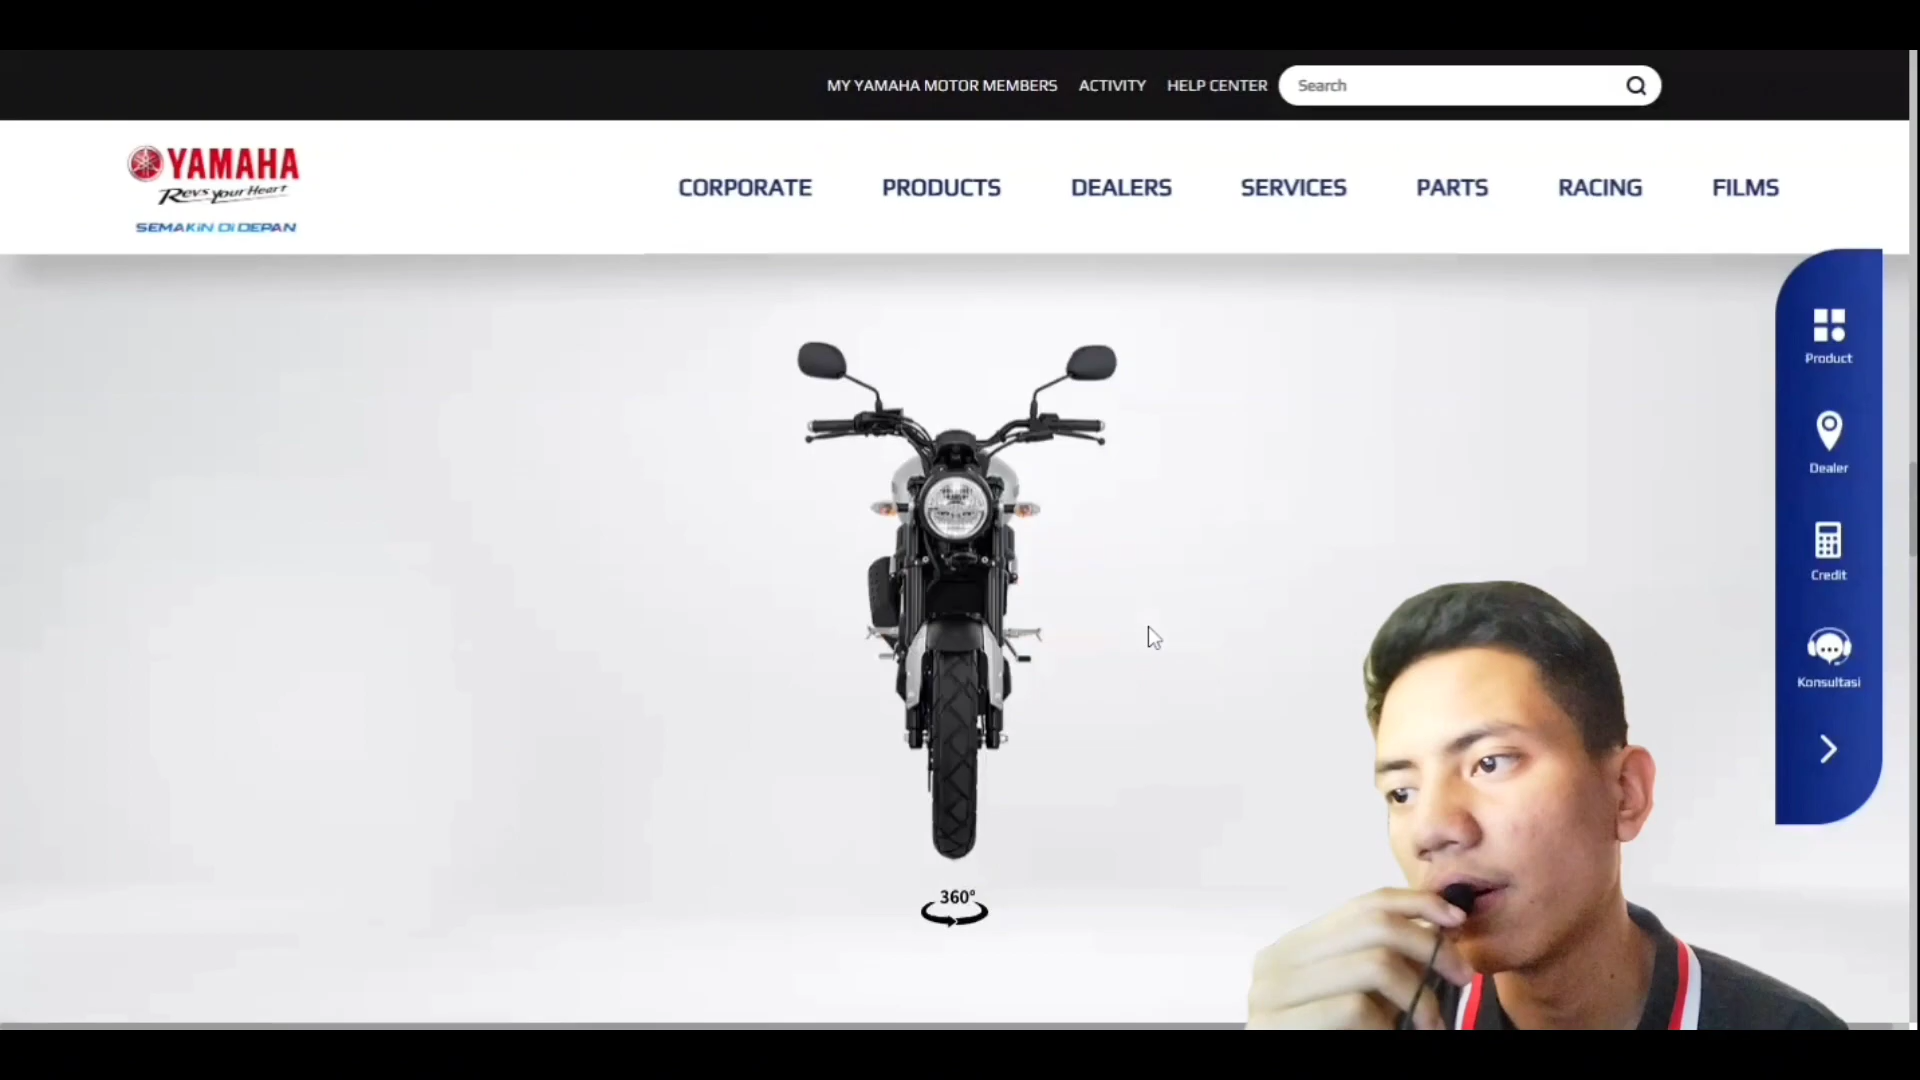 MY YAMAHA MOTOR MEMBERS ACTIVITY HELP CENTER Search
YAMAHA
Revs your Heart
SEMAKIN DI DEPAN
CORPORATE PRODUCTS DEALERS SERVICES PARTS RACING FILMS
Product
Dealer
Credit
Konsultasi
360°